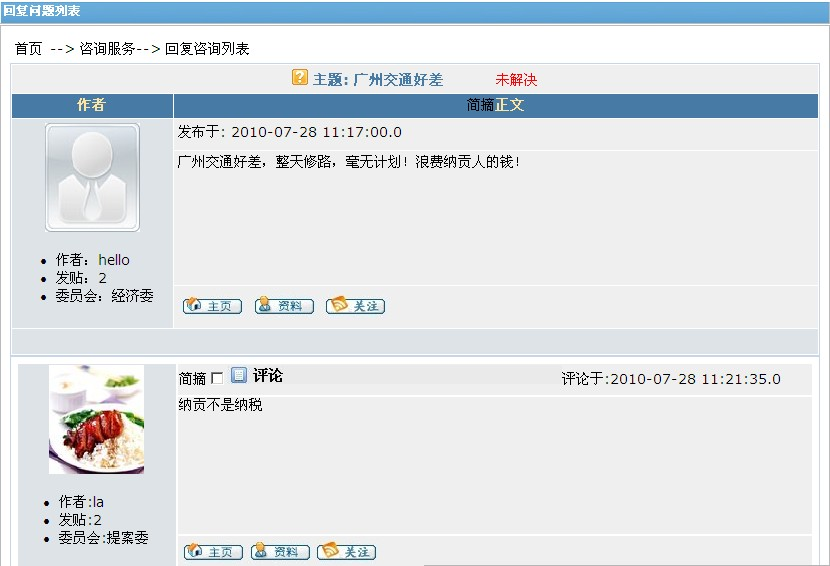 回复问题列表
首页 --> 咨询服务--> 回复咨询列表
主题: 广州交通好差 未解决
作者 简摘正文
发布于: 2010-07-28 11:17:00.0
广州交通好差，整天修路，毫无计划！浪费纳贡人的钱！
作者: hello
发贴: 2
委员会: 经济委
主页 资料 关注
简摘 评论 评论于:2010-07-28 11:21:35.0
纳贡不是纳税
作者:la
发贴:2
委员会:提案委
主页 资料 关注